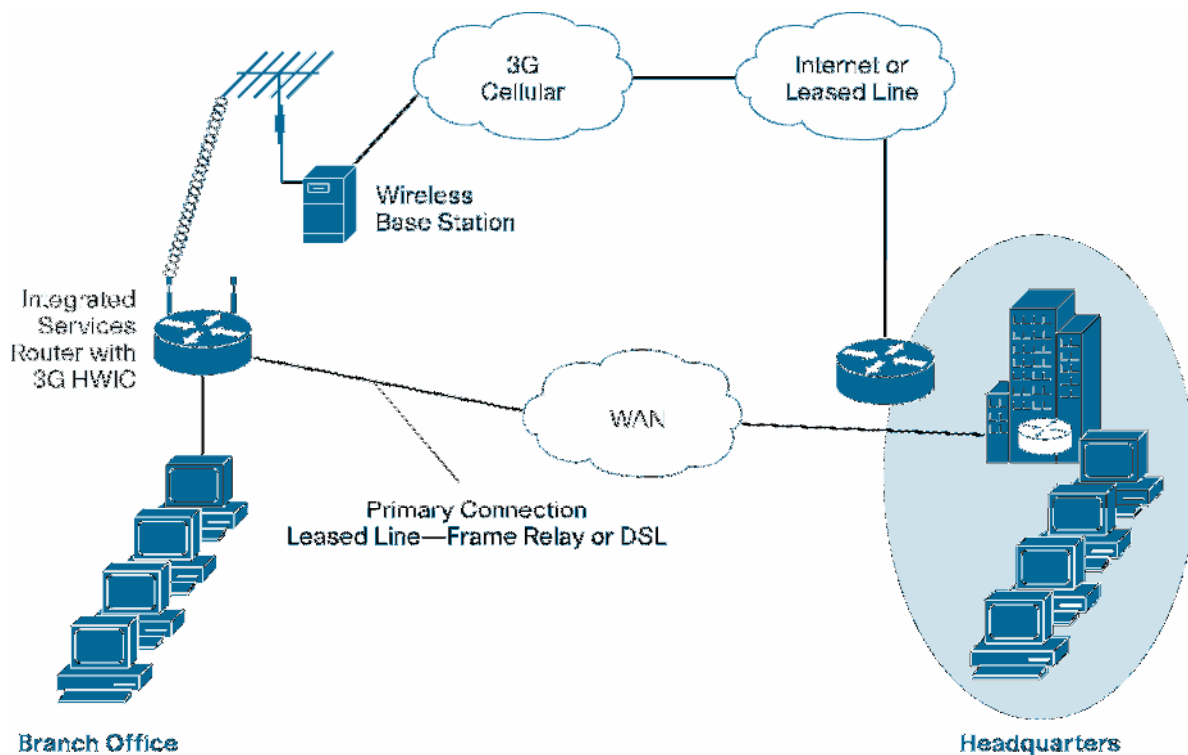 3G
Cellular
Internet or
Leased Line
Wireless
Base Station
Integrated
Services
Router with
3G HWIC
WAN
Primary Connection
Leased Line—Frame Relay or DSL
Branch Office
Headquarters